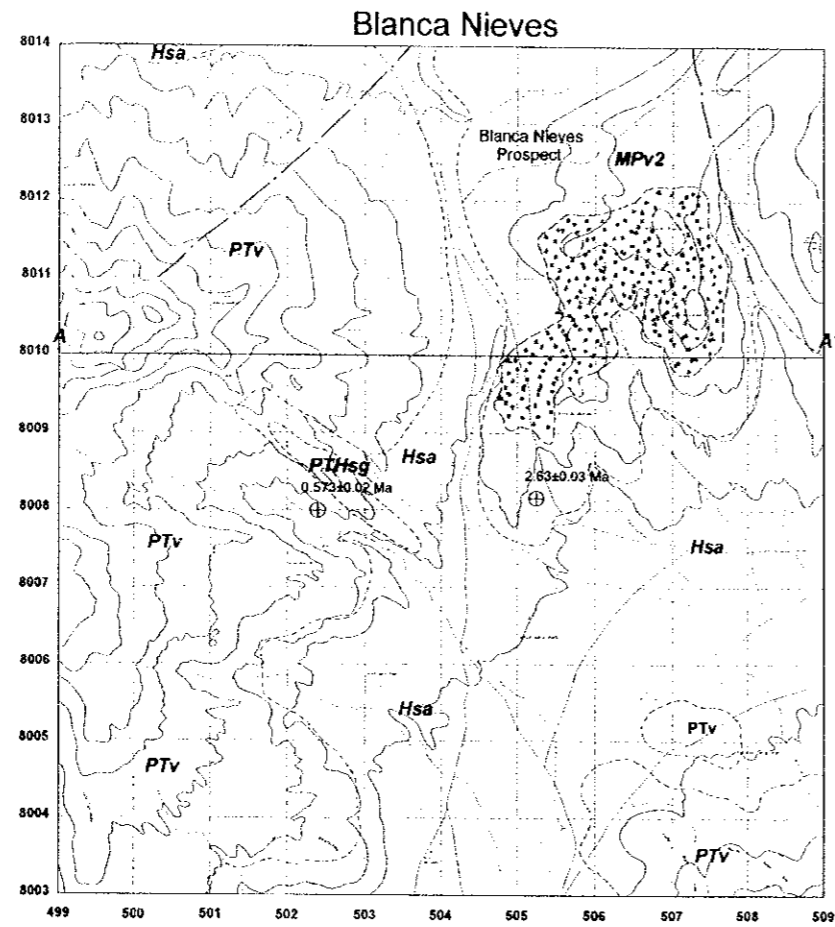 Blanca Nieves
8014
Hsa
8013
Blanca Nieves
Prospect
MPv2
8012
PTv
8011
A
A'
8010
8009
PT/Hsg
Hsa
0.573±0.02 Ma
2.63±0.03 Ma
8008
PTv
Hsa
8007
8006
Hsa
8005
PTv
PTv
8004
PTv
8003
499 500 501 502 503 504 505 506 507 508 509